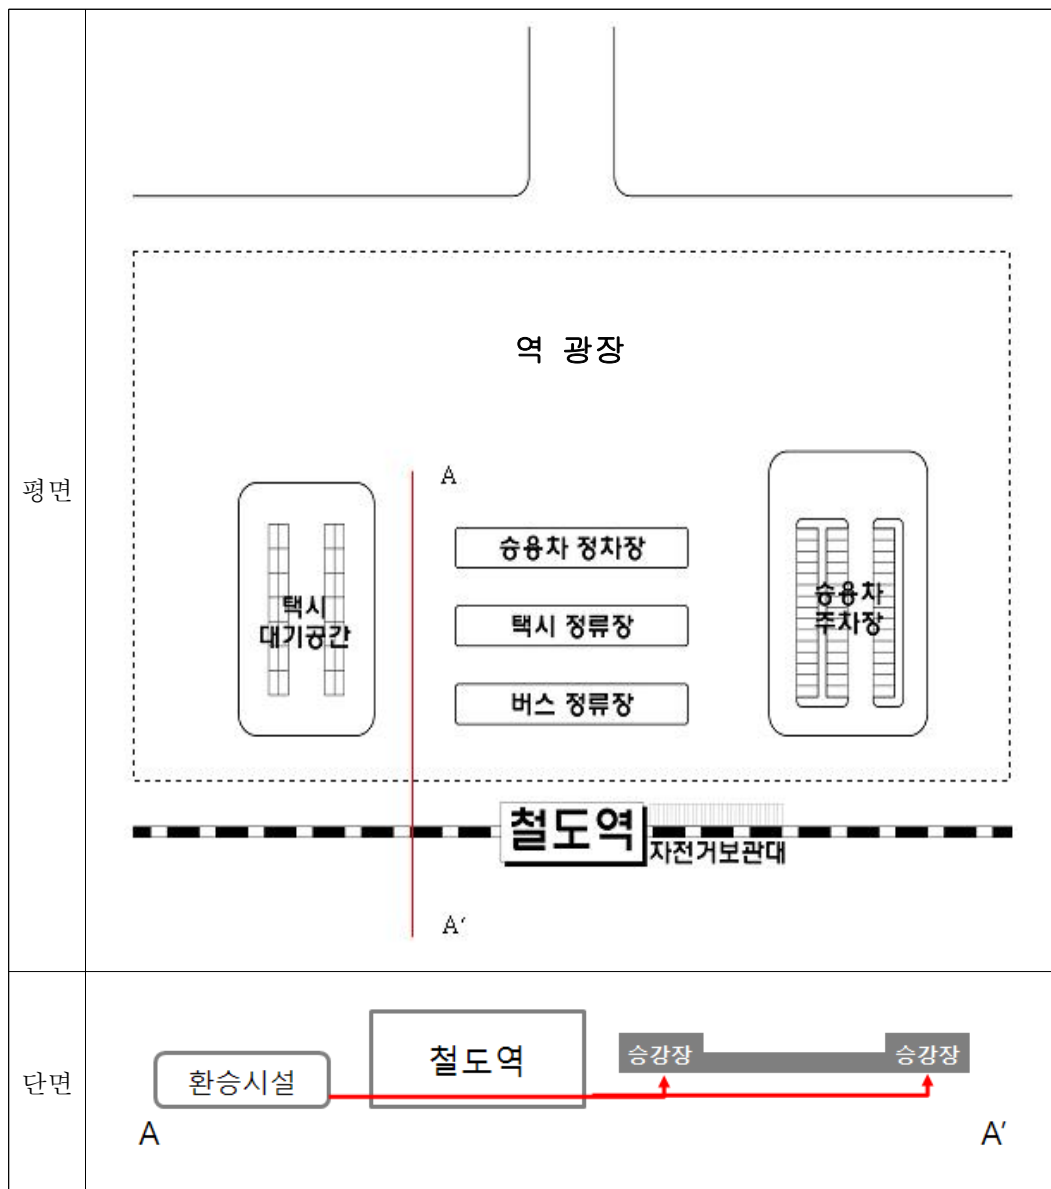 평면
역 광장
A
승용차 정차장
택시
대기공간
택시 정류장
승용차
주차장
버스 정류장
철도역
자전거보관대
A′
단면
환승시설
철도역
승강장
승강장
A
A′